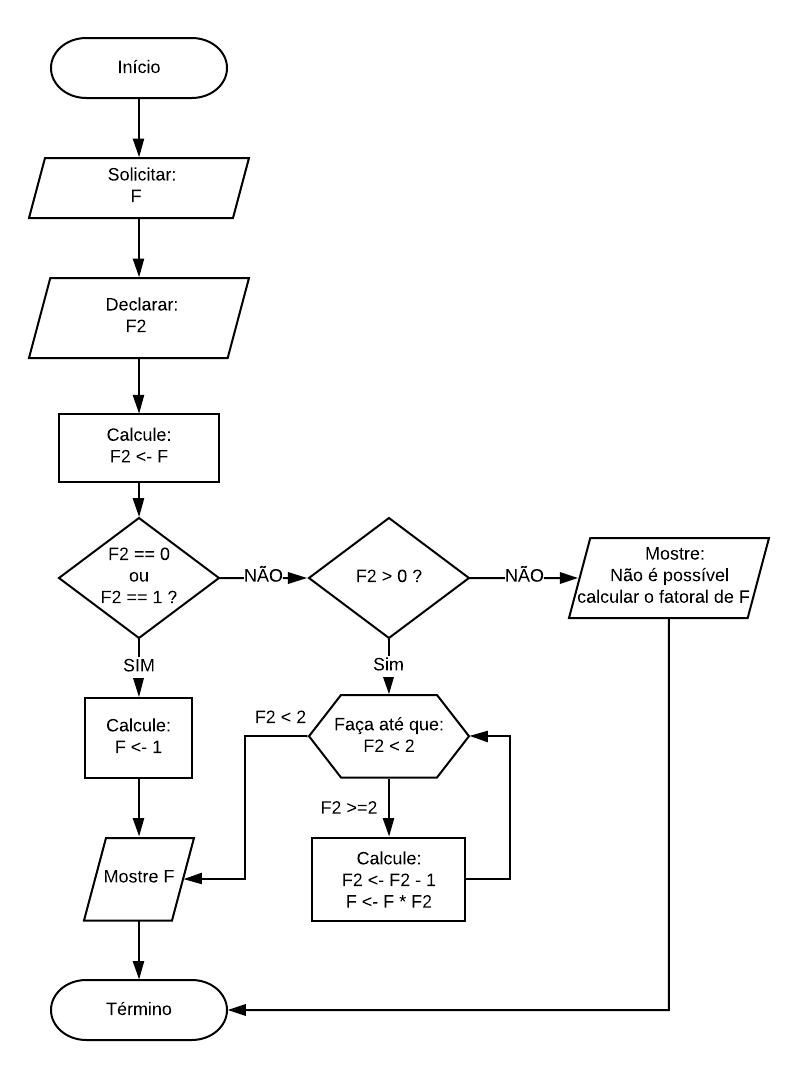 Início
Solicitar:
F
Declarar:
F2
Calcule:
F2 <- F
F2 == 0
ou
F2 == 1 ?
NÃO
F2 > 0 ?
NÃO
Mostre:
Não é possível
calcular o fatoral de F
SIM
Sim
Calcule:
F <- 1
F2 < 2
Faça até que:
F2 < 2
F2 >=2
Mostre F
Calcule:
F2 <- F2 - 1
F <- F * F2
Término